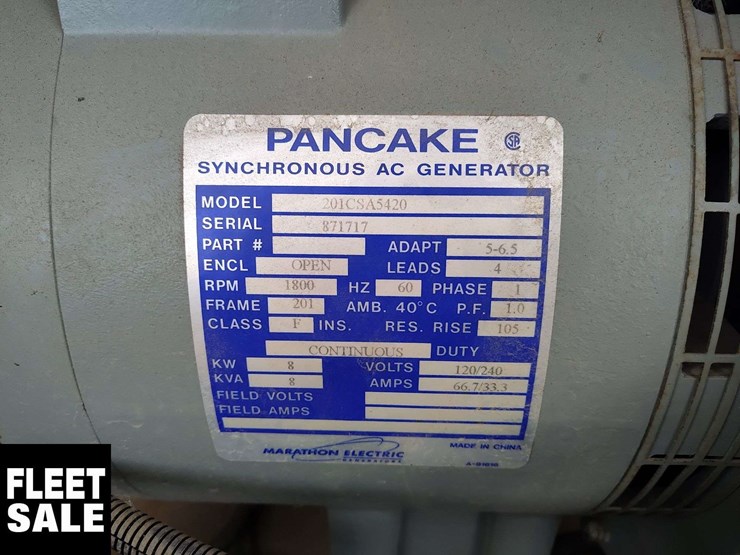 PANCAKE
SYNCHRONOUS AC GENERATOR
MODEL 201CSA5420
SERIAL 871717
PART # ADAPT 5-6.5
ENCL OPEN LEADS 4
RPM 1800 HZ 60 PHASE 1
FRAME 201 AMB. 40°C P.F. 1.0
CLASS F INS. RES. RISE 105
CONTINUOUS DUTY
KW 8 VOLTS 120/240
KVA 8 AMPS 66.7/33.3
FIELD VOLTS
FIELD AMPS
MARATHON ELECTRIC MADE IN CHINA
GENERATORS
FLEET
SALE